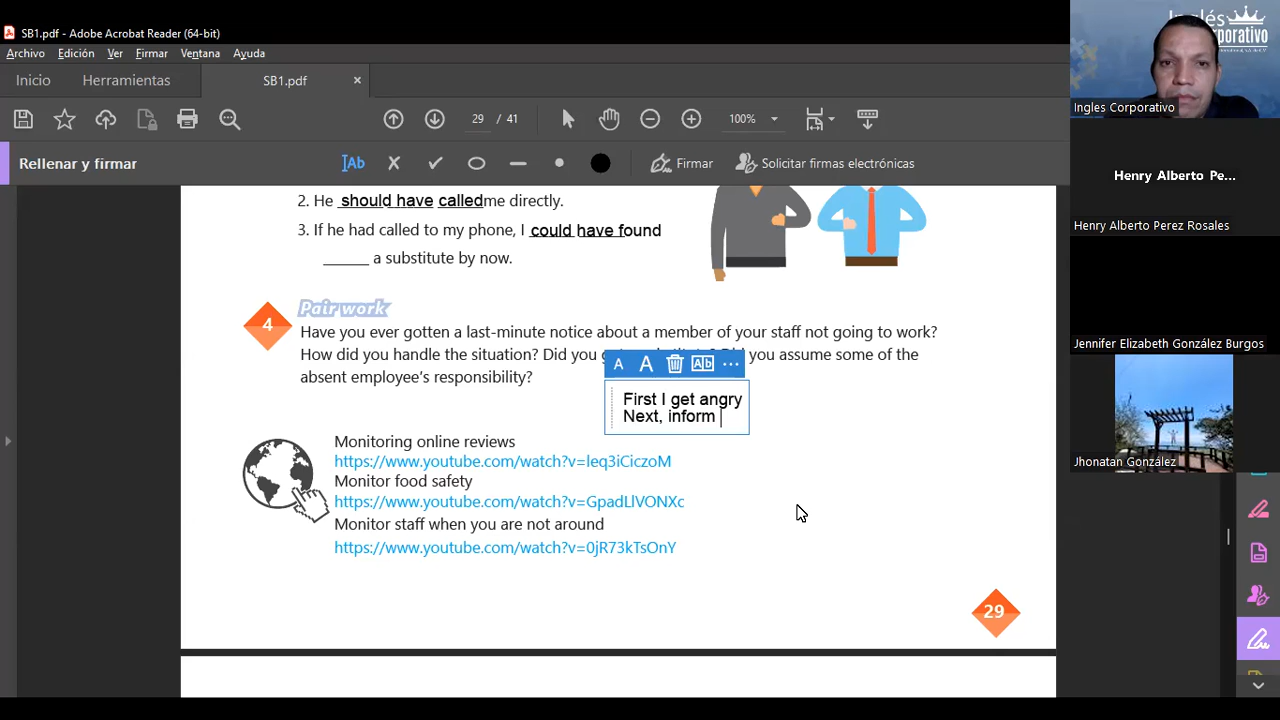 SB1.pdf - Adobe Acrobat Reader (64-bit)
Archivo Edición Ver Firmar Ventana Ayuda
Inicio Herramientas SB1.pdf ×
29 / 41 100%
Rellenar y firmar Ab Firmar Solicitar firmas electrónicas
2. He should have called me directly.
3. If he had called to my phone, I could have found
______ a substitute by now.
4 Pair work
Have you ever gotten a last-minute notice about a member of your staff not going to work?
How did you handle the situation? Did you you assume some of the
absent employee's responsibility?
A A Ab ...
First I get angry
Next, inform
Monitoring online reviews
https://www.youtube.com/watch?v=leq3iCiczoM
Monitor food safety
https://www.youtube.com/watch?v=GpadLlVONXc
Monitor staff when you are not around
https://www.youtube.com/watch?v=0jR73kTsOnY
29
Inglés
Corporativo
Ingles Corporativo
Henry Alberto Pe...
Henry Alberto Perez Rosales
Jennifer Elizabeth González Burgos
Jhonatan González